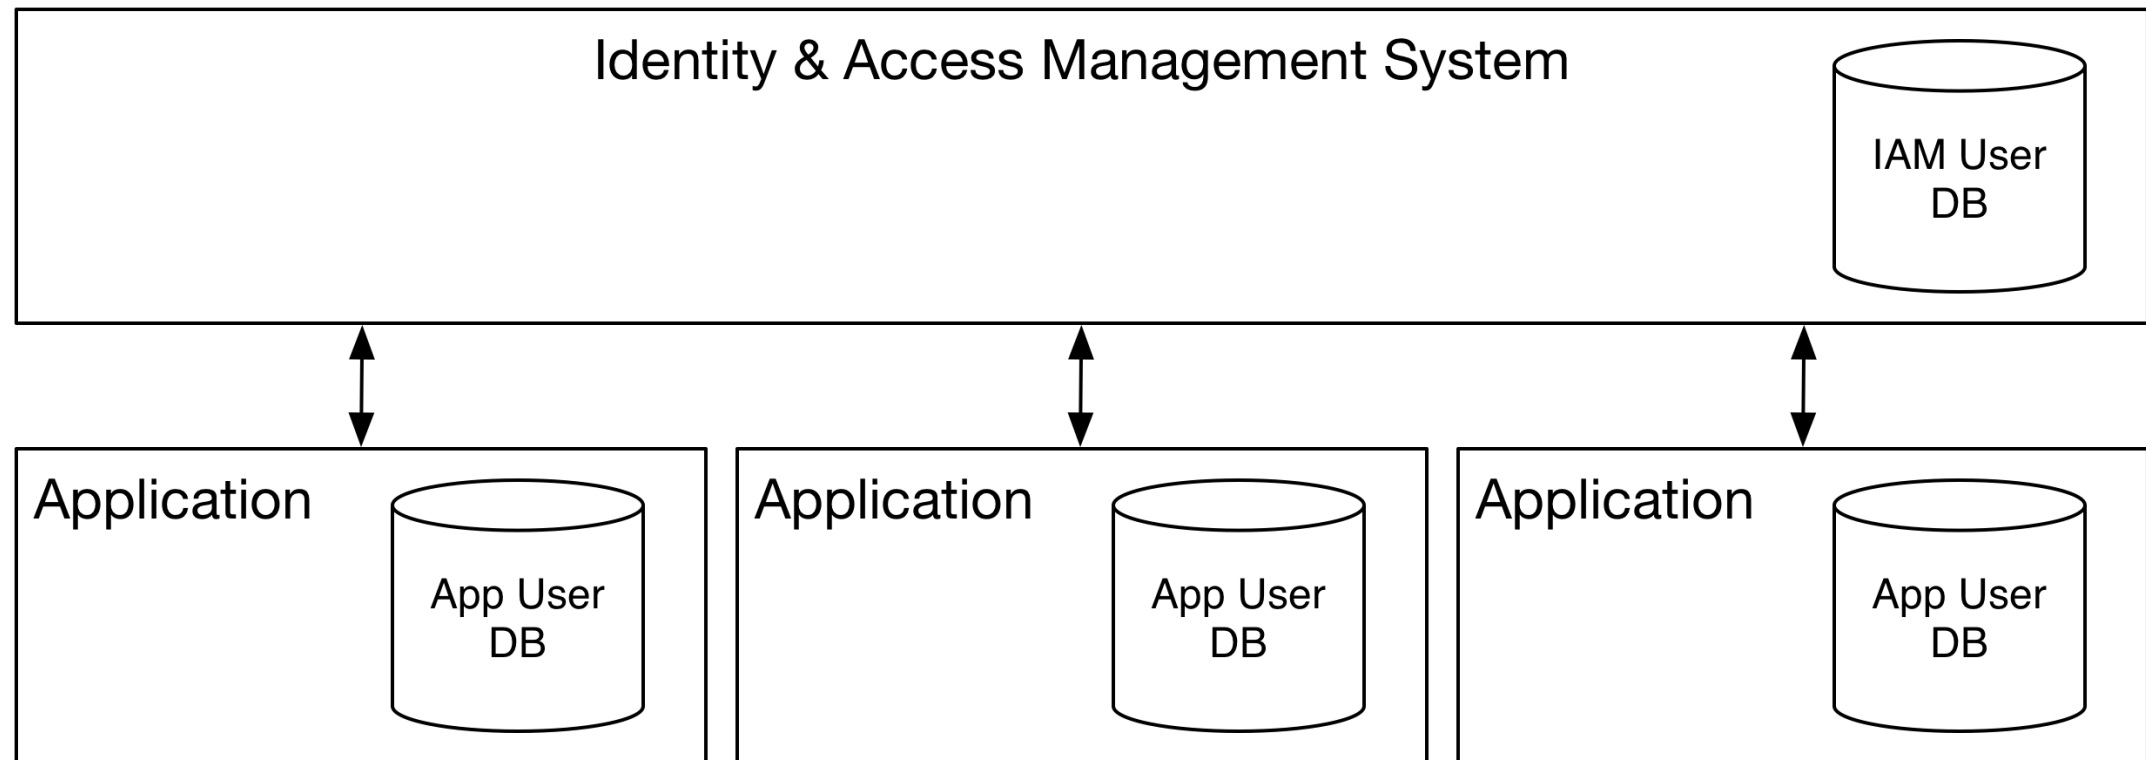 Identity & Access Management System
IAM User
DB
Application
App User
DB
Application
App User
DB
Application
App User
DB